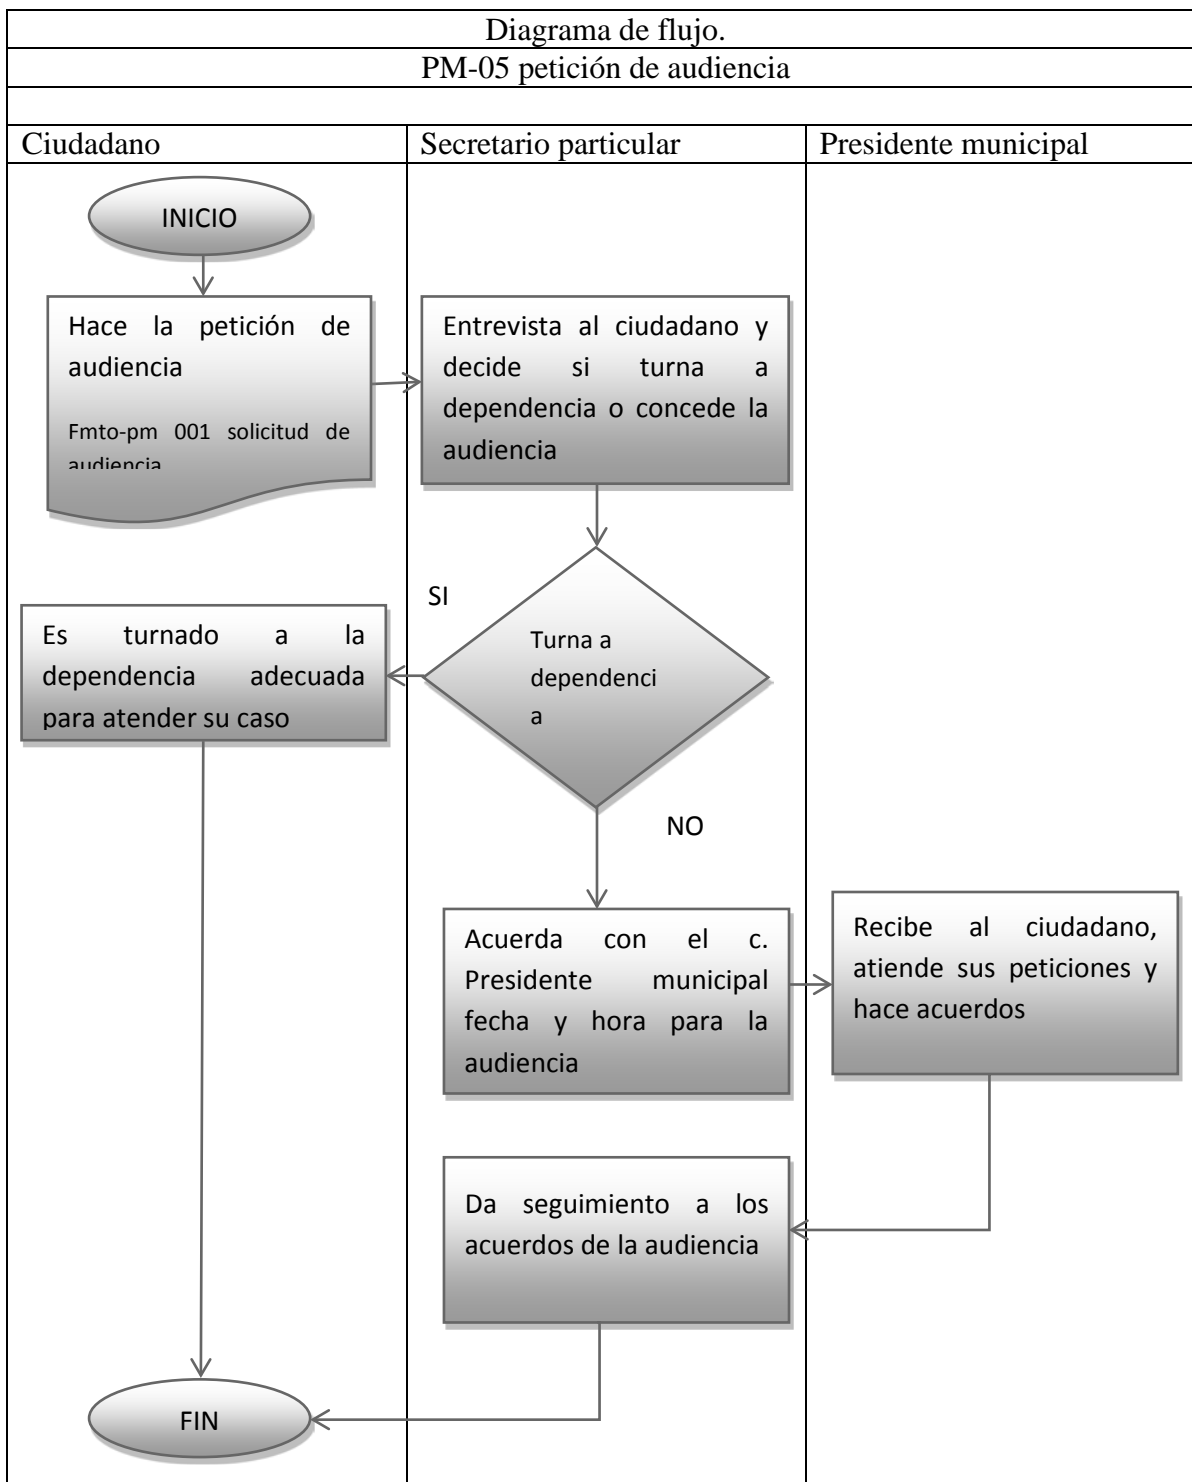 Diagrama de flujo.
PM-05 petición de audiencia
Ciudadano
Secretario particular
Presidente municipal
INICIO
Hace la petición de
audiencia
Fmto-pm 001 solicitud de
audiencia
Entrevista al ciudadano y
decide si turna a
dependencia o concede la
audiencia
SI
Turna a
dependenci
a
Es turnado a la
dependencia adecuada
para atender su caso
NO
Acuerda con el c.
Presidente municipal
fecha y hora para la
audiencia
Recibe al ciudadano,
atiende sus peticiones y
hace acuerdos
Da seguimiento a los
acuerdos de la audiencia
FIN